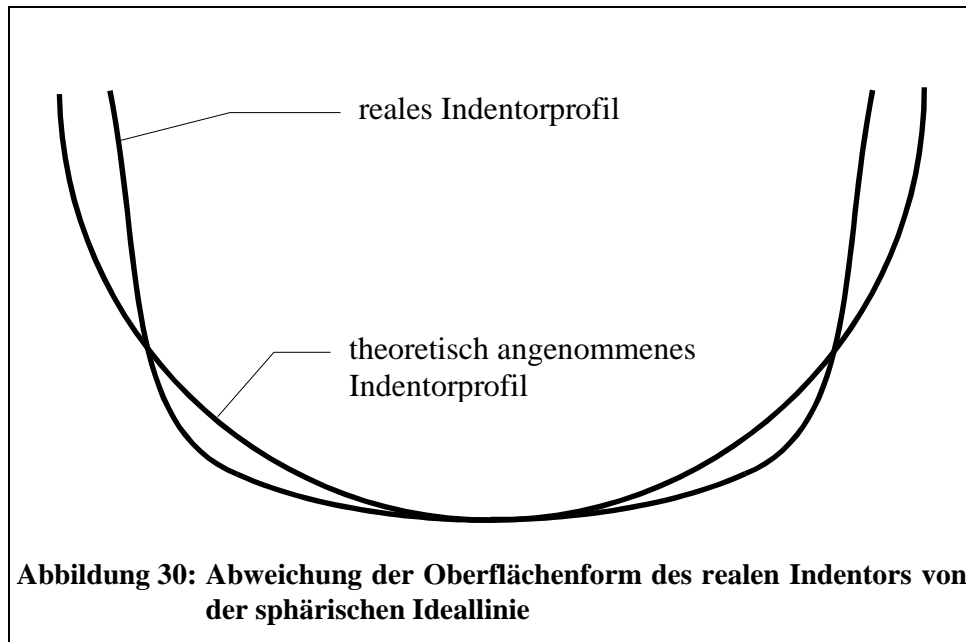 reales Indentorprofil
theoretisch angenommenes
Indentorprofil
Abbildung 30: Abweichung der Oberflächenform des realen Indentors von
der sphärischen Ideallinie